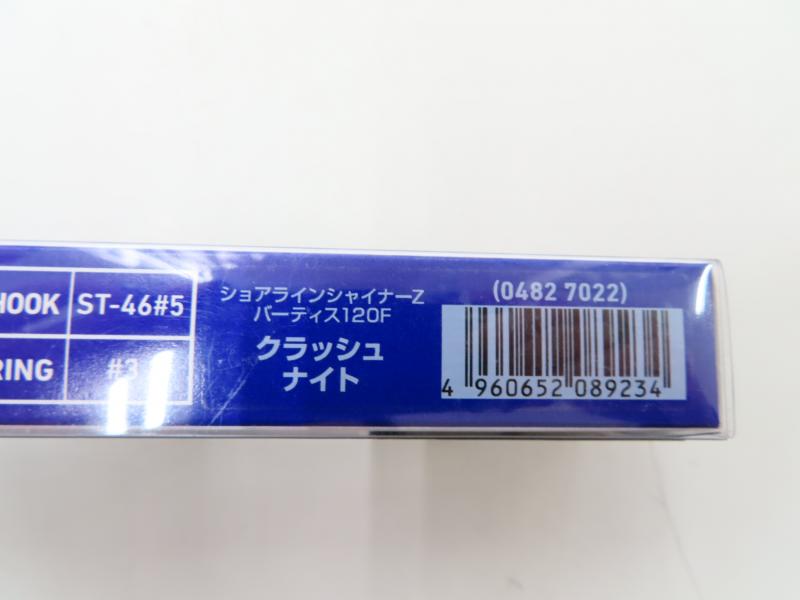 HOOK ST-46#5
RING #3
ショアラインシャイナーZ
バーティス120F
クラッシュ
ナイト
(0482 7022)
4 960652 089234